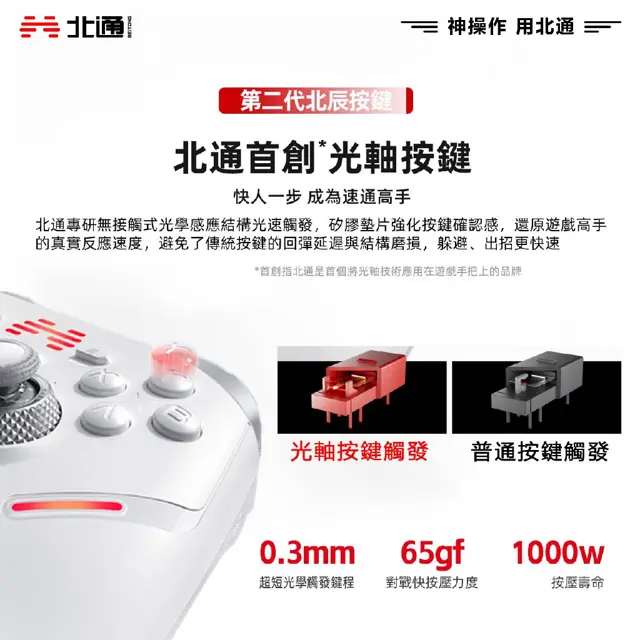 北通 BEITONG
神操作 用北通
第二代北辰按鍵
北通首創*光軸按鍵
快人一步 成為速通高手
北通專研無接觸式光學感應結構光速觸發，矽膠墊片強化按鍵確認感，還原遊戲高手
的真實反應速度，避免了傳統按鍵的回彈延遲與結構磨損，躲避、出招更快速
*首創指北通是首個將光軸技術應用在遊戲手把上的品牌
光軸按鍵觸發
普通按鍵觸發
0.3mm
65gf
1000w
超短光學觸發鍵程
對戰快按壓力度
按壓壽命